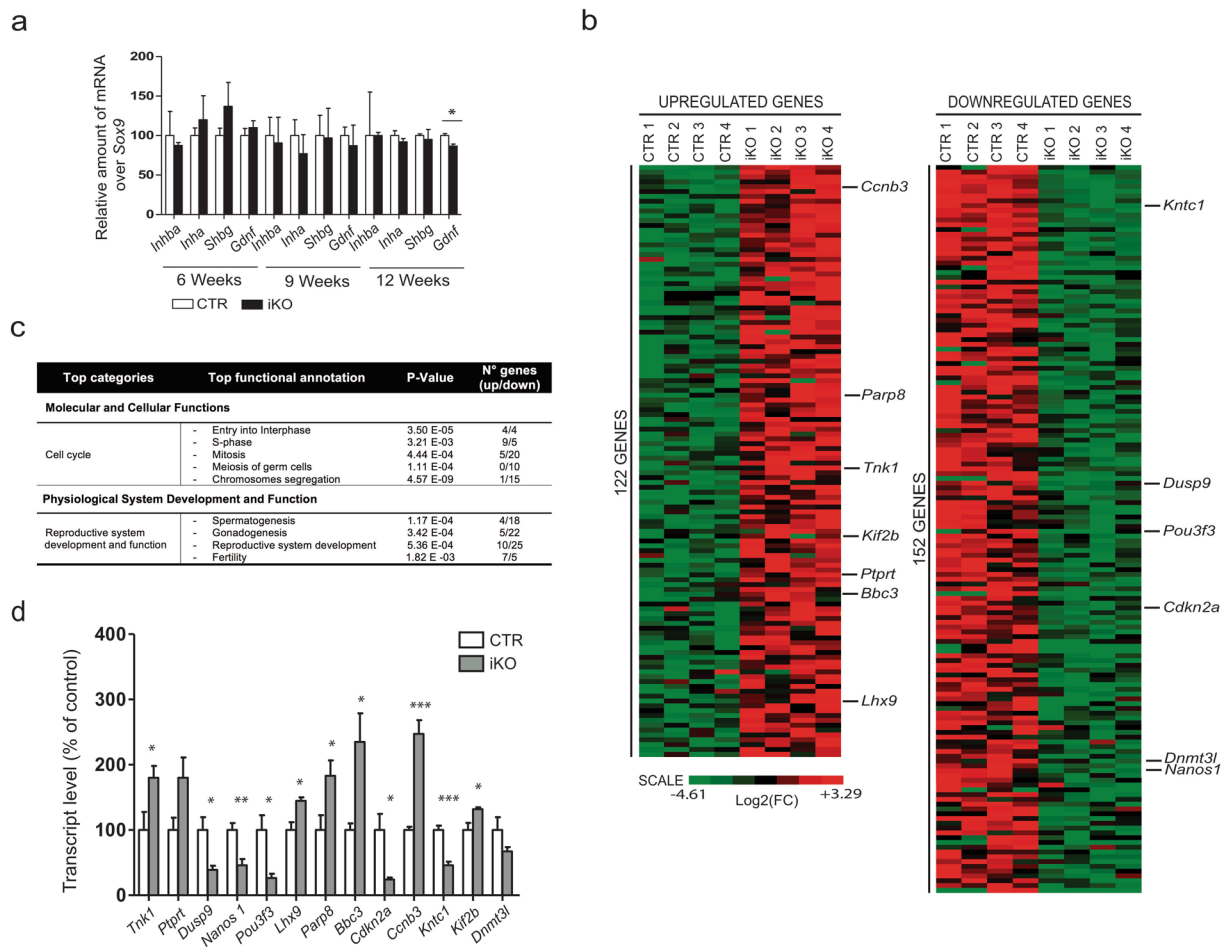 a
Relative amount of mRNA
over Sox9
200
150
100
50
0
*
Inhba
Inha
Shbg
Gdnf
Inhba
Inha
Shbg
Gdnf
Inhba
Inha
Shbg
Gdnf
6 Weeks
9 Weeks
12 Weeks
CTR
iKO
b
UPREGULATED GENES
CTR 1
CTR 2
CTR 3
CTR 4
iKO 1
iKO 2
iKO 3
iKO 4
122 GENES
Ccnb3
Parp8
Tnk1
Kif2b
Ptprt
Bbc3
Lhx9
SCALE
-4.61
Log2(FC)
+3.29
DOWNREGULATED GENES
CTR 1
CTR 2
CTR 3
CTR 4
iKO 1
iKO 2
iKO 3
iKO 4
152 GENES
Kntc1
Dusp9
Pou3f3
Cdkn2a
Dnmt3l
Nanos1
c
Top categories Top functional annotation P-Value N° genes
(up/down)
Molecular and Cellular Functions
Cell cycle
- Entry into Interphase 3.50 E-05 4/4
- S-phase 3.21 E-03 9/5
- Mitosis 4.44 E-04 5/20
- Meiosis of germ cells 1.11 E-04 0/10
- Chromosomes segregation 4.57 E-09 1/15
Physiological System Development and Function
Reproductive system
development and function
- Spermatogenesis 1.17 E-04 4/18
- Gonadogenesis 3.42 E-04 5/22
- Reproductive system development 5.36 E-04 10/25
- Fertility 1.82 E -03 7/5
d
Transcript level (% of control)
400
300
200
100
0
CTR
iKO
*
*
**
*
*
*
*
*
***
***
*
Tnk1
Ptprt
Dusp9
Nanos 1
Pou3f3
Lhx9
Parp8
Bbc3
Cdkn2a
Ccnb3
Kntc1
Kif2b
Dnmt3l